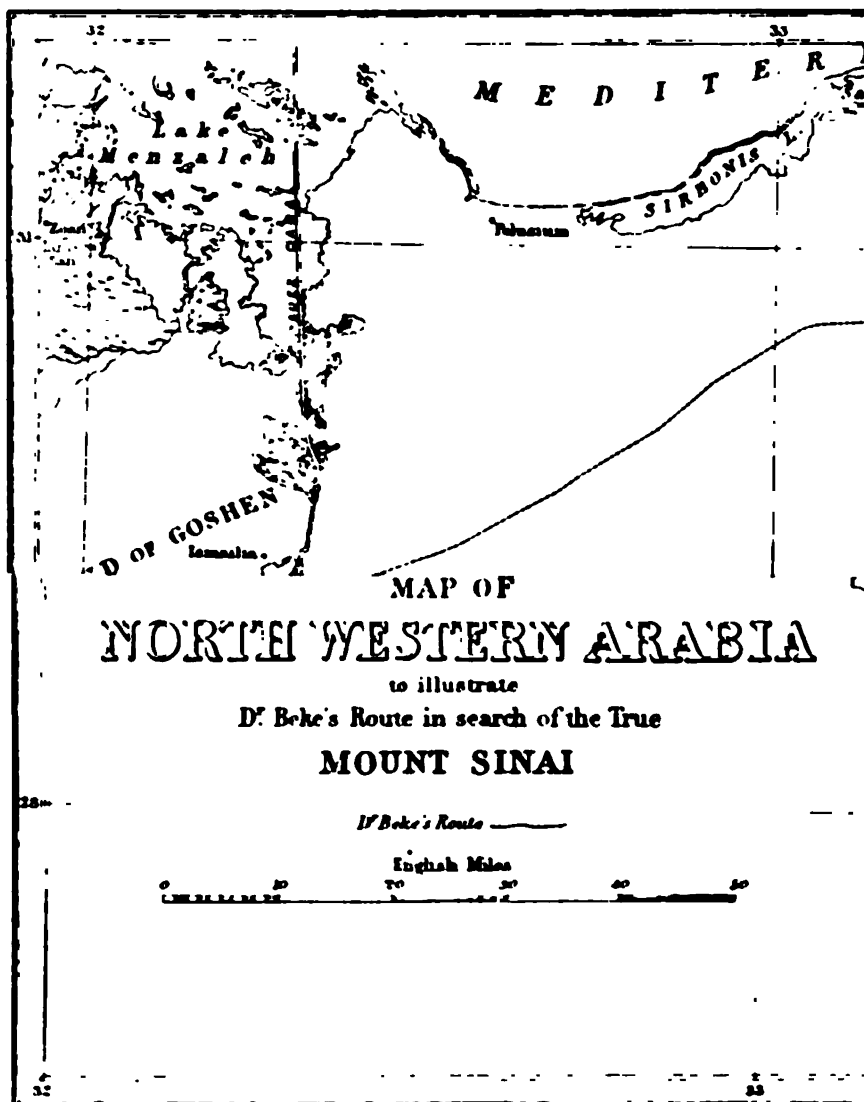 32
33
MEDITER
Lake
Menzaleh
SIRBONIS L.
31
D OF GOSHEN
MAP OF
NORTH WESTERN ARABIA
to illustrate
Dr. Beke's Route in search of the True
MOUNT SINAI
28
Dr Beke's Route
English Miles
0 10 20 30 40 50
32
33